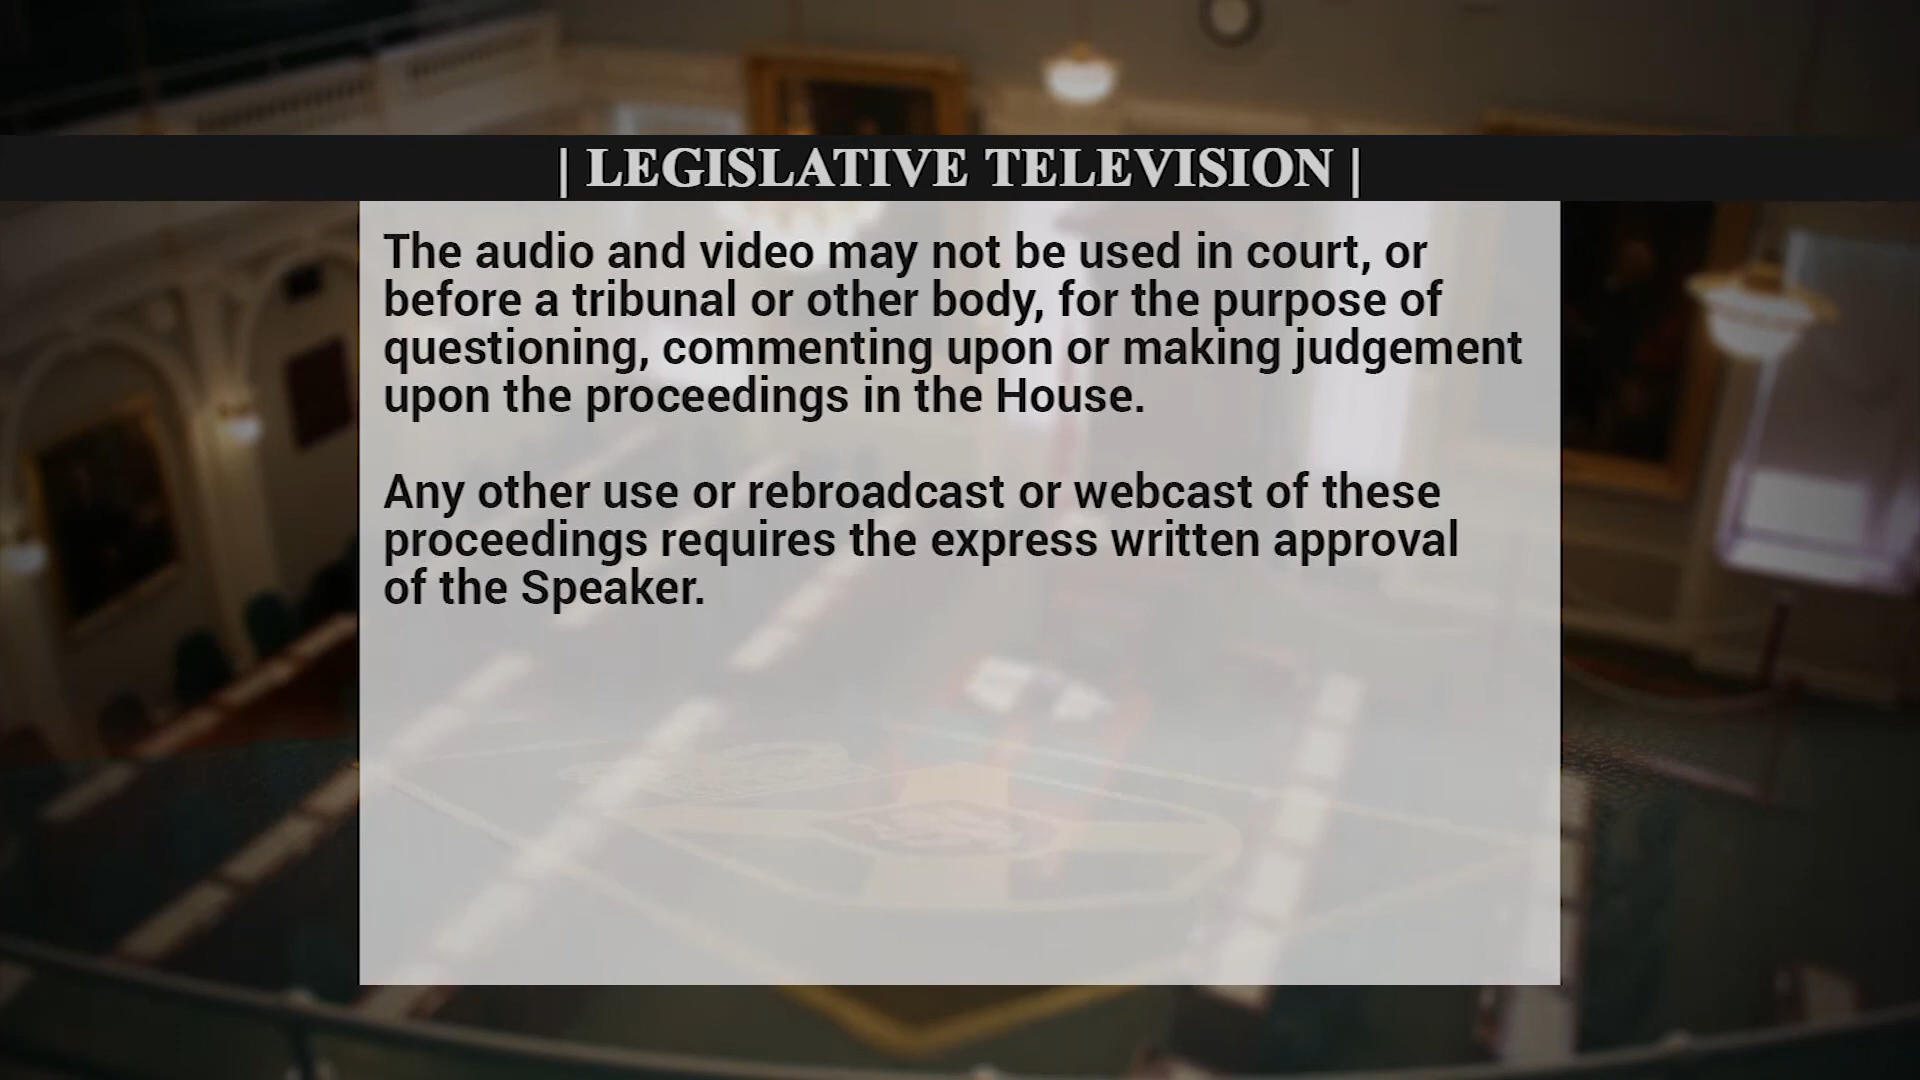 | LEGISLATIVE TELEVISION |
The audio and video may not be used in court, or
before a tribunal or other body, for the purpose of
questioning, commenting upon or making judgement
upon the proceedings in the House.
Any other use or rebroadcast or webcast of these
proceedings requires the express written approval
of the Speaker.